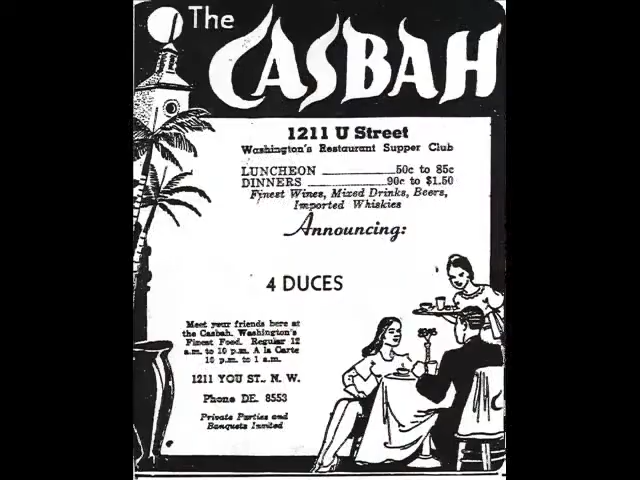 The
CASBAH
1211 U Street
Washington's Restaurant Supper Club
LUNCHEON 50c to 85c
DINNERS 90c to $1.50
Finest Wines, Mixed Drinks, Beers,
Imported Whiskies
Announcing:
4 DUCES
Meet your friends here at
the Casbah. Washington's
Finest Food. Regular 12
a.m. to 10 p.m. A la Carte
10 p.m. to 1 a.m.
1211 YOU ST., N. W.
Phone DE. 8553
Private Parties and
Banquets Invited